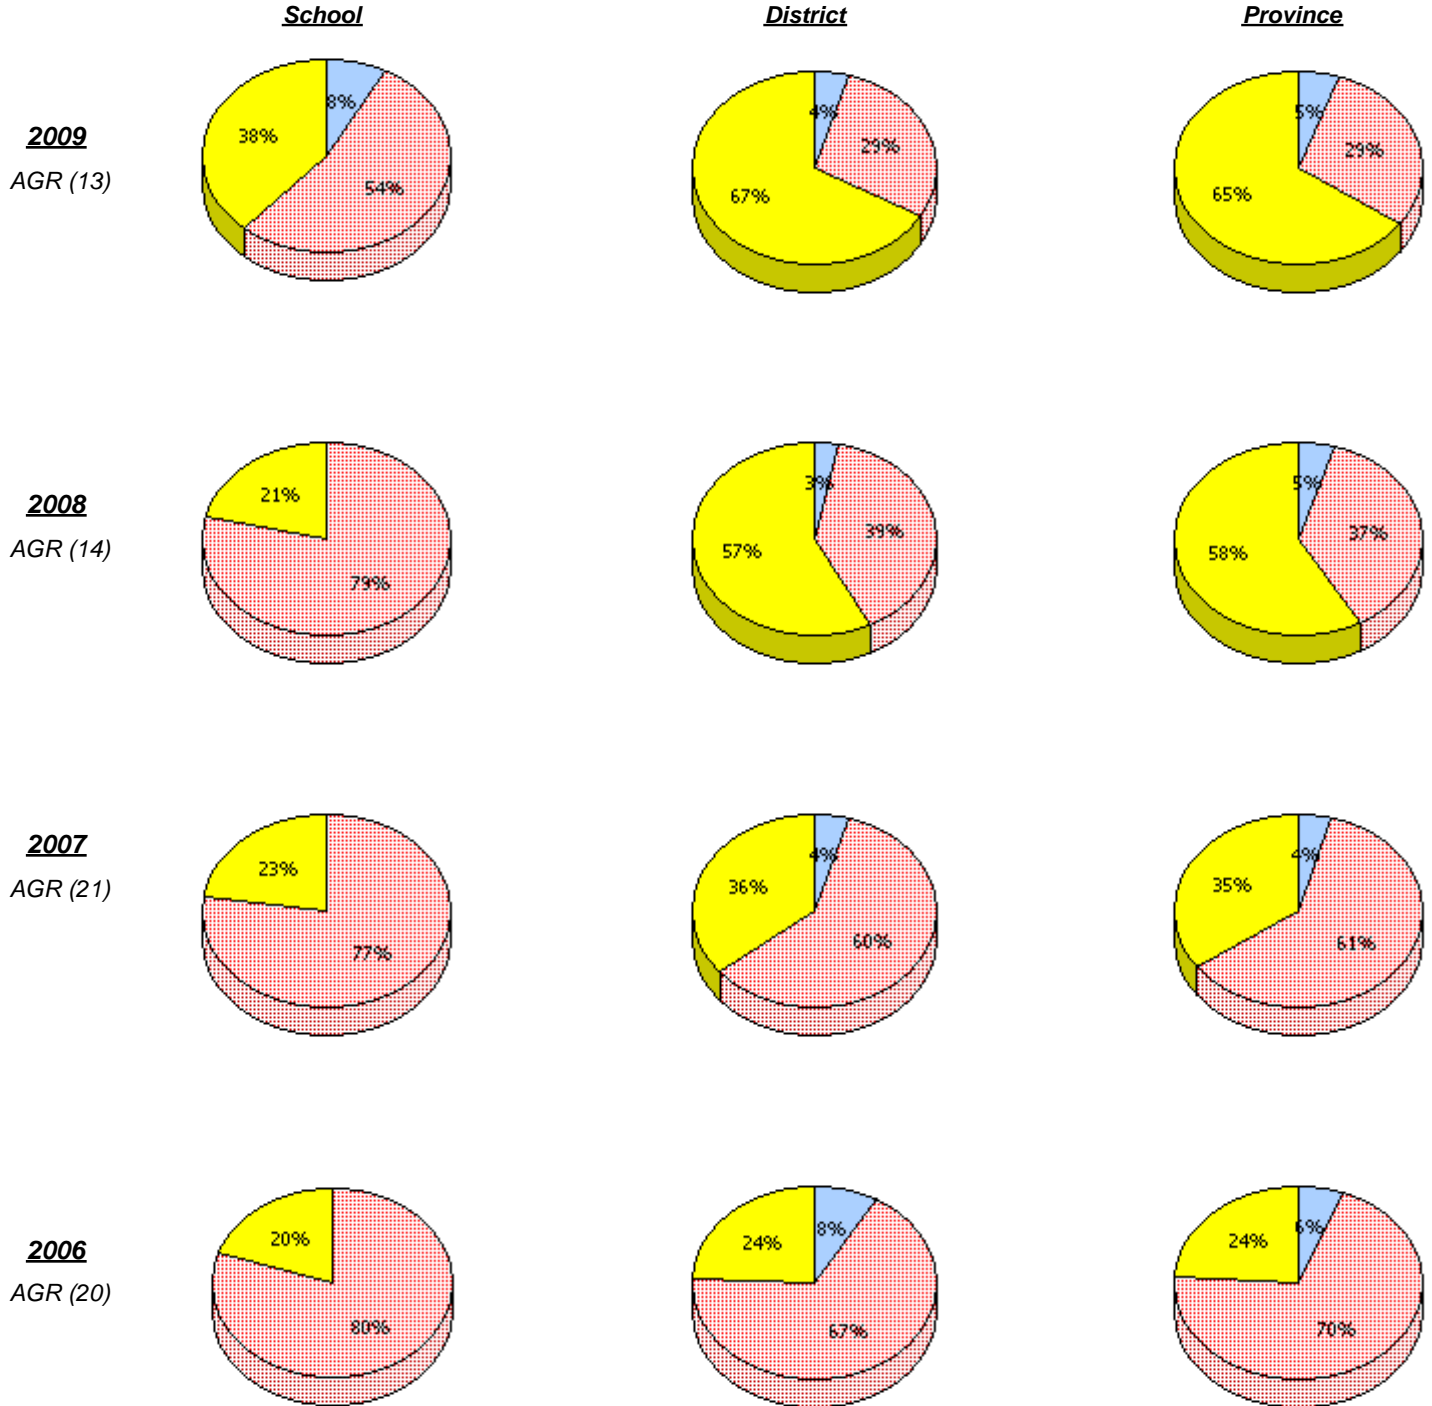 School District Province
8% 4% 5%
2009 38% 54% 67% 29% 65% 29%
AGR (13)
3% 5%
2008 21% 79% 57% 39% 58% 37%
AGR (14)
4% 4%
2007 23% 77% 36% 60% 35% 61%
AGR (21)
8% 6%
2006 20% 80% 24% 67% 24% 70%
AGR (20)